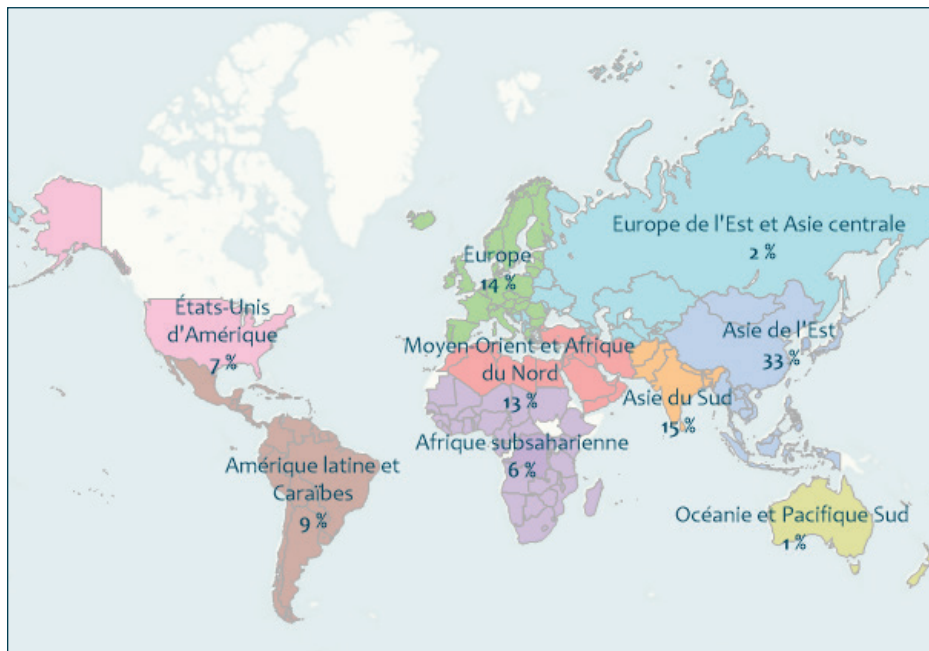 Europe de l'Est et Asie centrale
2 %
Europe
14 %
États-Unis
d'Amérique
7 %
Asie de l'Est
33 %
Moyen-Orient et Afrique
du Nord
13 %
Asie du Sud
15 %
Afrique subsaharienne
6 %
Amérique latine et
Caraïbes
9 %
Océanie et Pacifique Sud
1 %